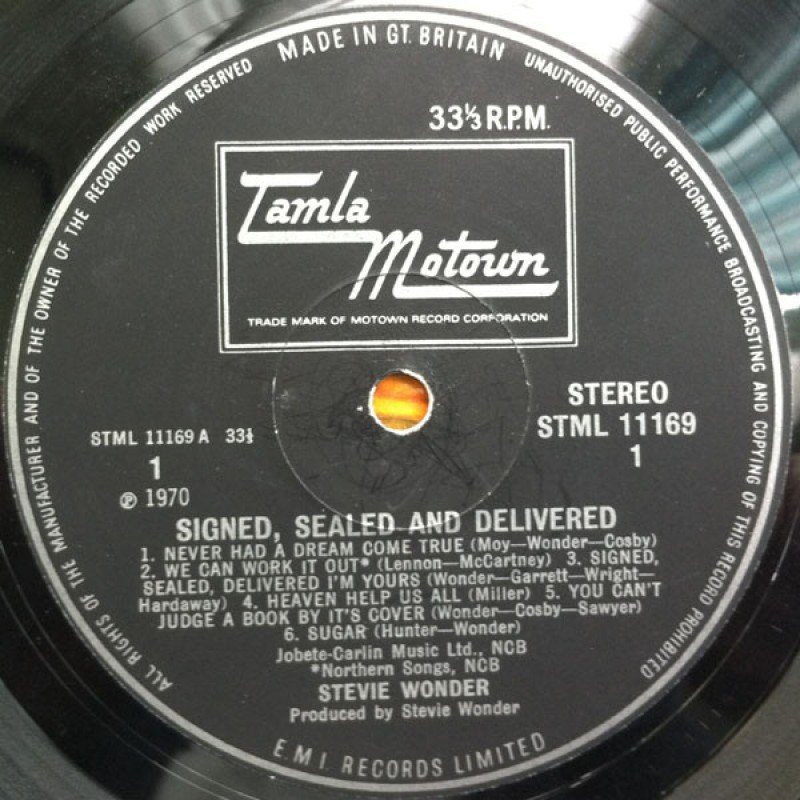 MADE IN GT. BRITAIN
UNAUTHORISED PUBLIC PERFORMANCE BROADCASTING AND COPYING OF THIS RECORD PROHIBITED
ALL RIGHTS OF THE MANUFACTURER AND OF THE OWNER OF THE RECORDED WORK RESERVED
33⅓ R.P.M.
Tamla
Motown
TRADE MARK OF MOTOWN RECORD CORPORATION
STEREO
STML 11169
1
STML 11169 A 33⅓
1
℗ 1970
SIGNED, SEALED AND DELIVERED
1. NEVER HAD A DREAM COME TRUE (Moy—Wonder—Cosby)
2. WE CAN WORK IT OUT* (Lennon—McCartney) 3. SIGNED,
SEALED, DELIVERED I'M YOURS (Wonder—Garrett—Wright—
Hardaway) 4. HEAVEN HELP US ALL (Miller) 5. YOU CAN'T
JUDGE A BOOK BY IT'S COVER (Wonder—Cosby—Sawyer)
6. SUGAR (Hunter—Wonder)
Jobete-Carlin Music Ltd., NCB
*Northern Songs, NCB
STEVIE WONDER
Produced by Stevie Wonder
E.M.I. RECORDS LIMITED